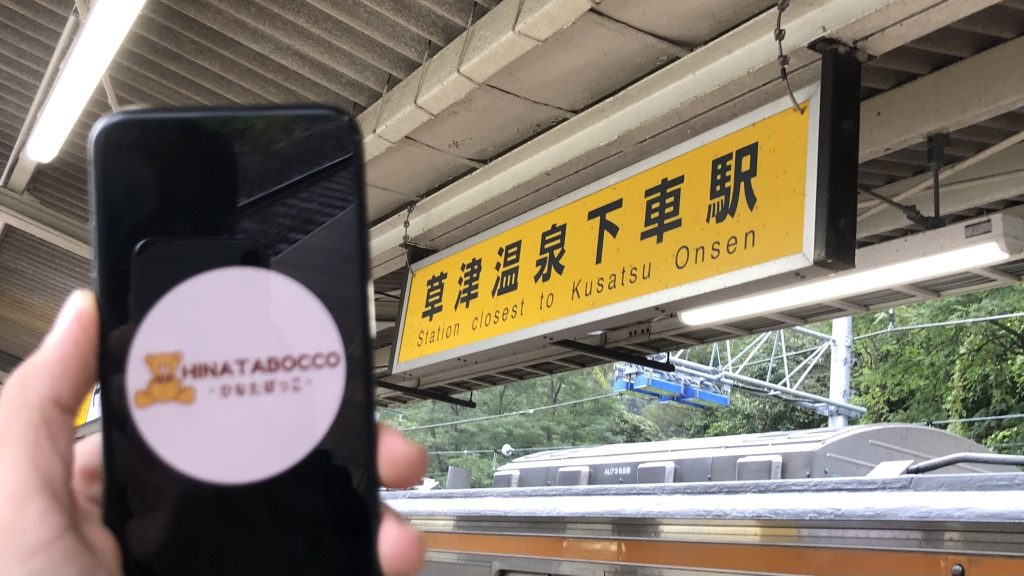 HINATABOCCO
- ひなたぼっこ -
草津温泉下車駅
Station closest to Kusatsu Onsen